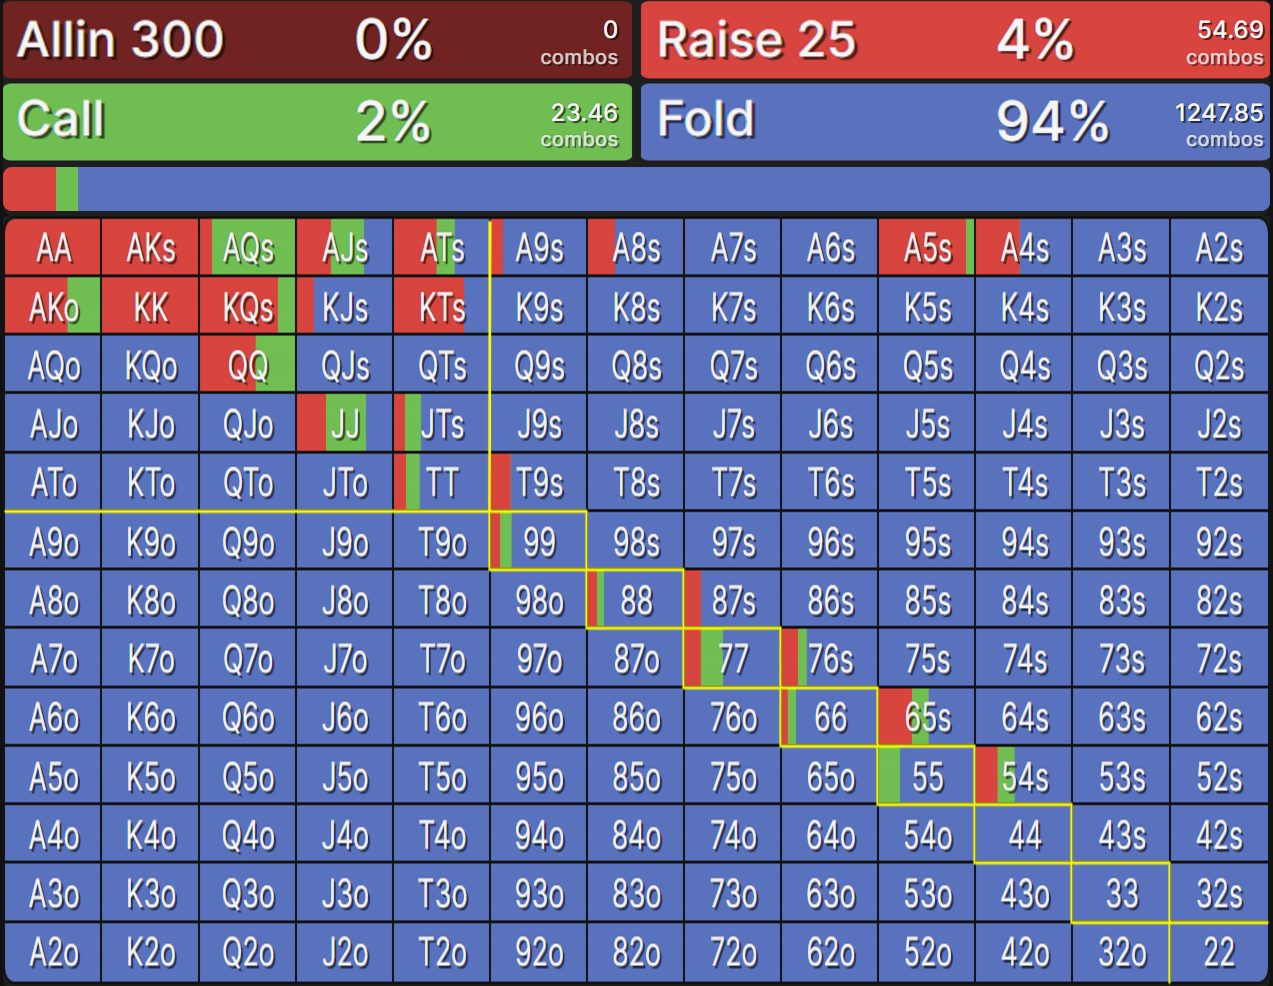 Allin 300 0% 0 combos Raise 25 4% 54.69 combos
Call 2% 23.46 combos Fold 94% 1247.85 combos
AA AKs AQs AJs ATs A9s A8s A7s A6s A5s A4s A3s A2s
AKo KK KQs KJs KTs K9s K8s K7s K6s K5s K4s K3s K2s
AQo KQo QQ QJs QTs Q9s Q8s Q7s Q6s Q5s Q4s Q3s Q2s
AJo KJo QJo JJ JTs J9s J8s J7s J6s J5s J4s J3s J2s
ATo KTo QTo JTo TT T9s T8s T7s T6s T5s T4s T3s T2s
A9o K9o Q9o J9o T9o 99 98s 97s 96s 95s 94s 93s 92s
A8o K8o Q8o J8o T8o 98o 88 87s 86s 85s 84s 83s 82s
A7o K7o Q7o J7o T7o 97o 87o 77 76s 75s 74s 73s 72s
A6o K6o Q6o J6o T6o 96o 86o 76o 66 65s 64s 63s 62s
A5o K5o Q5o J5o T5o 95o 85o 75o 65o 55 54s 53s 52s
A4o K4o Q4o J4o T4o 94o 84o 74o 64o 54o 44 43s 42s
A3o K3o Q3o J3o T3o 93o 83o 73o 63o 53o 43o 33 32s
A2o K2o Q2o J2o T2o 92o 82o 72o 62o 52o 42o 32o 22